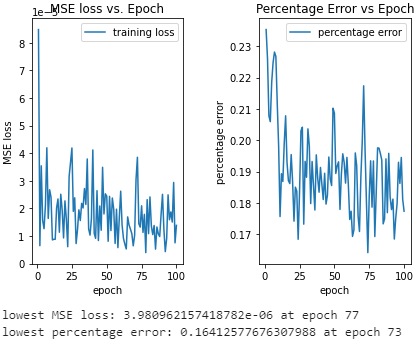 MSE loss vs. Epoch
1e-5
training loss
MSE loss
8
7
6
5
4
3
2
1
0
0
25
50
75
100
epoch
Percentage Error vs Epoch
percentage error
percentage error
0.23
0.22
0.21
0.20
0.19
0.18
0.17
0
25
50
75
100
epoch
lowest MSE loss: 3.980962157418782e-06 at epoch 77
lowest percentage error: 0.16412577676307988 at epoch 73